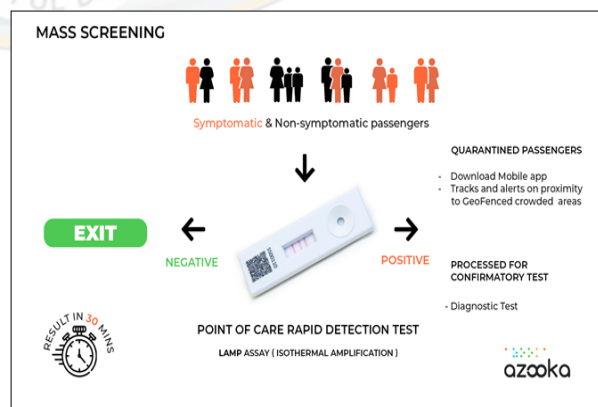 MASS SCREENING
Symptomatic & Non-symptomatic passengers
QUARANTINED PASSENGERS
- Download Mobile app
- Tracks and alerts on proximity
to GeoFenced crowded areas
EXIT
NEGATIVE
POSITIVE
PROCESSED FOR
CONFIRMATORY TEST
- Diagnostic Test
RESULT IN 30 MINS
POINT OF CARE RAPID DETECTION TEST
LAMP ASSAY ( ISOTHERMAL AMPLIFICATION )
azooka